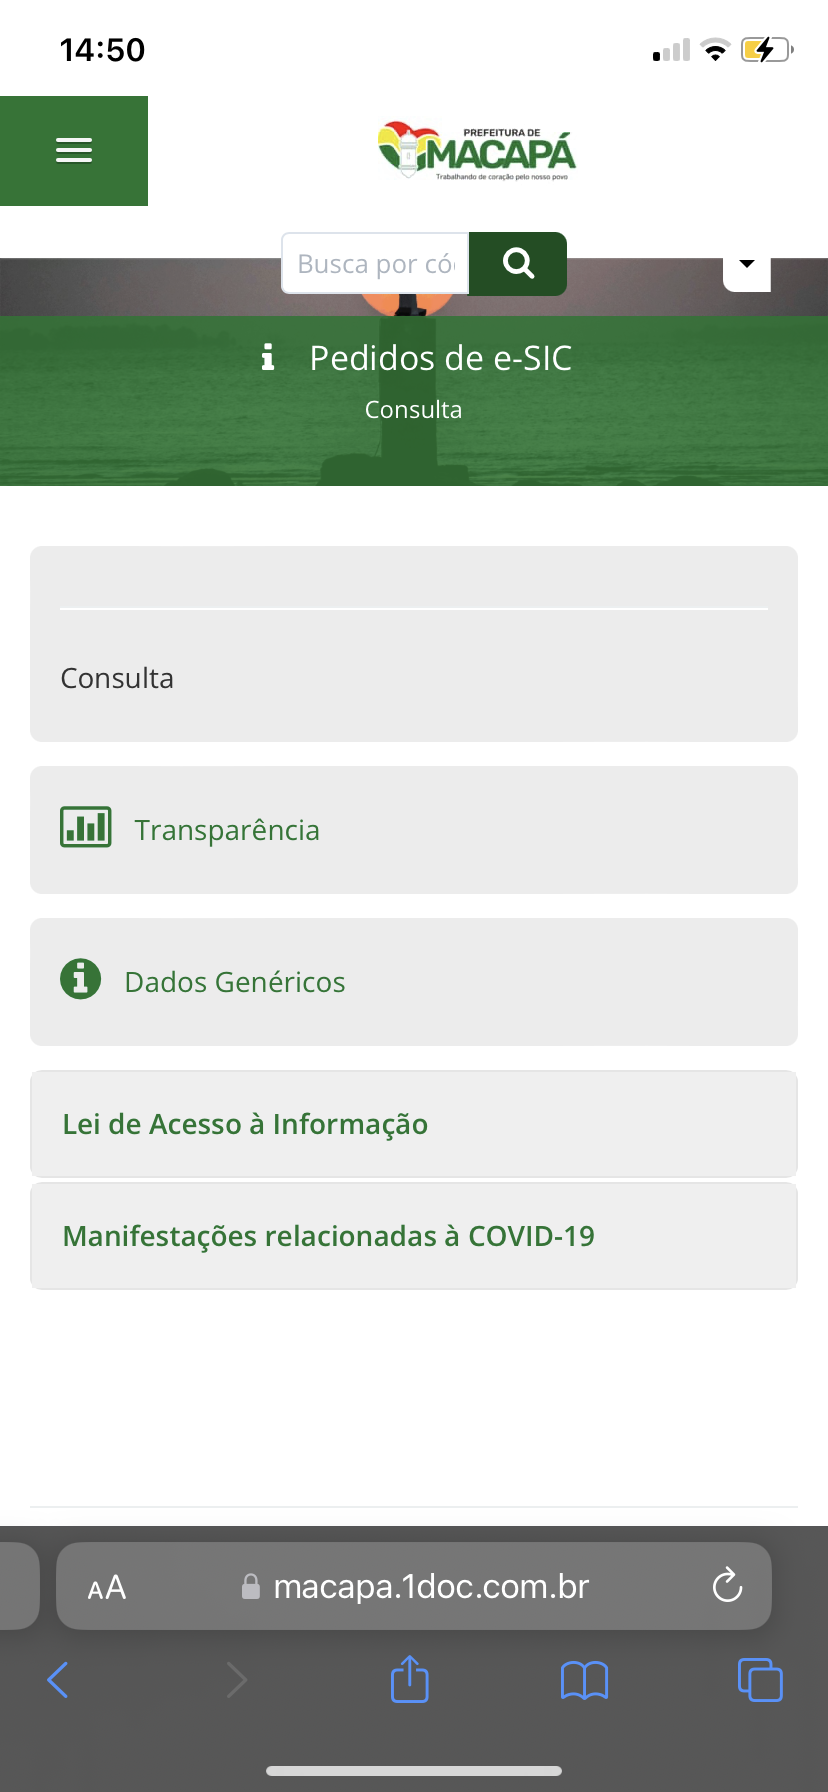 14:50
PREFEITURA DE
MACAPÁ
Trabalhando de coração pelo nosso povo
Busca por có
Pedidos de e-SIC
Consulta
Consulta
Transparência
Dados Genéricos
Lei de Acesso à Informação
Manifestações relacionadas à COVID-19
AA
macapa.1doc.com.br